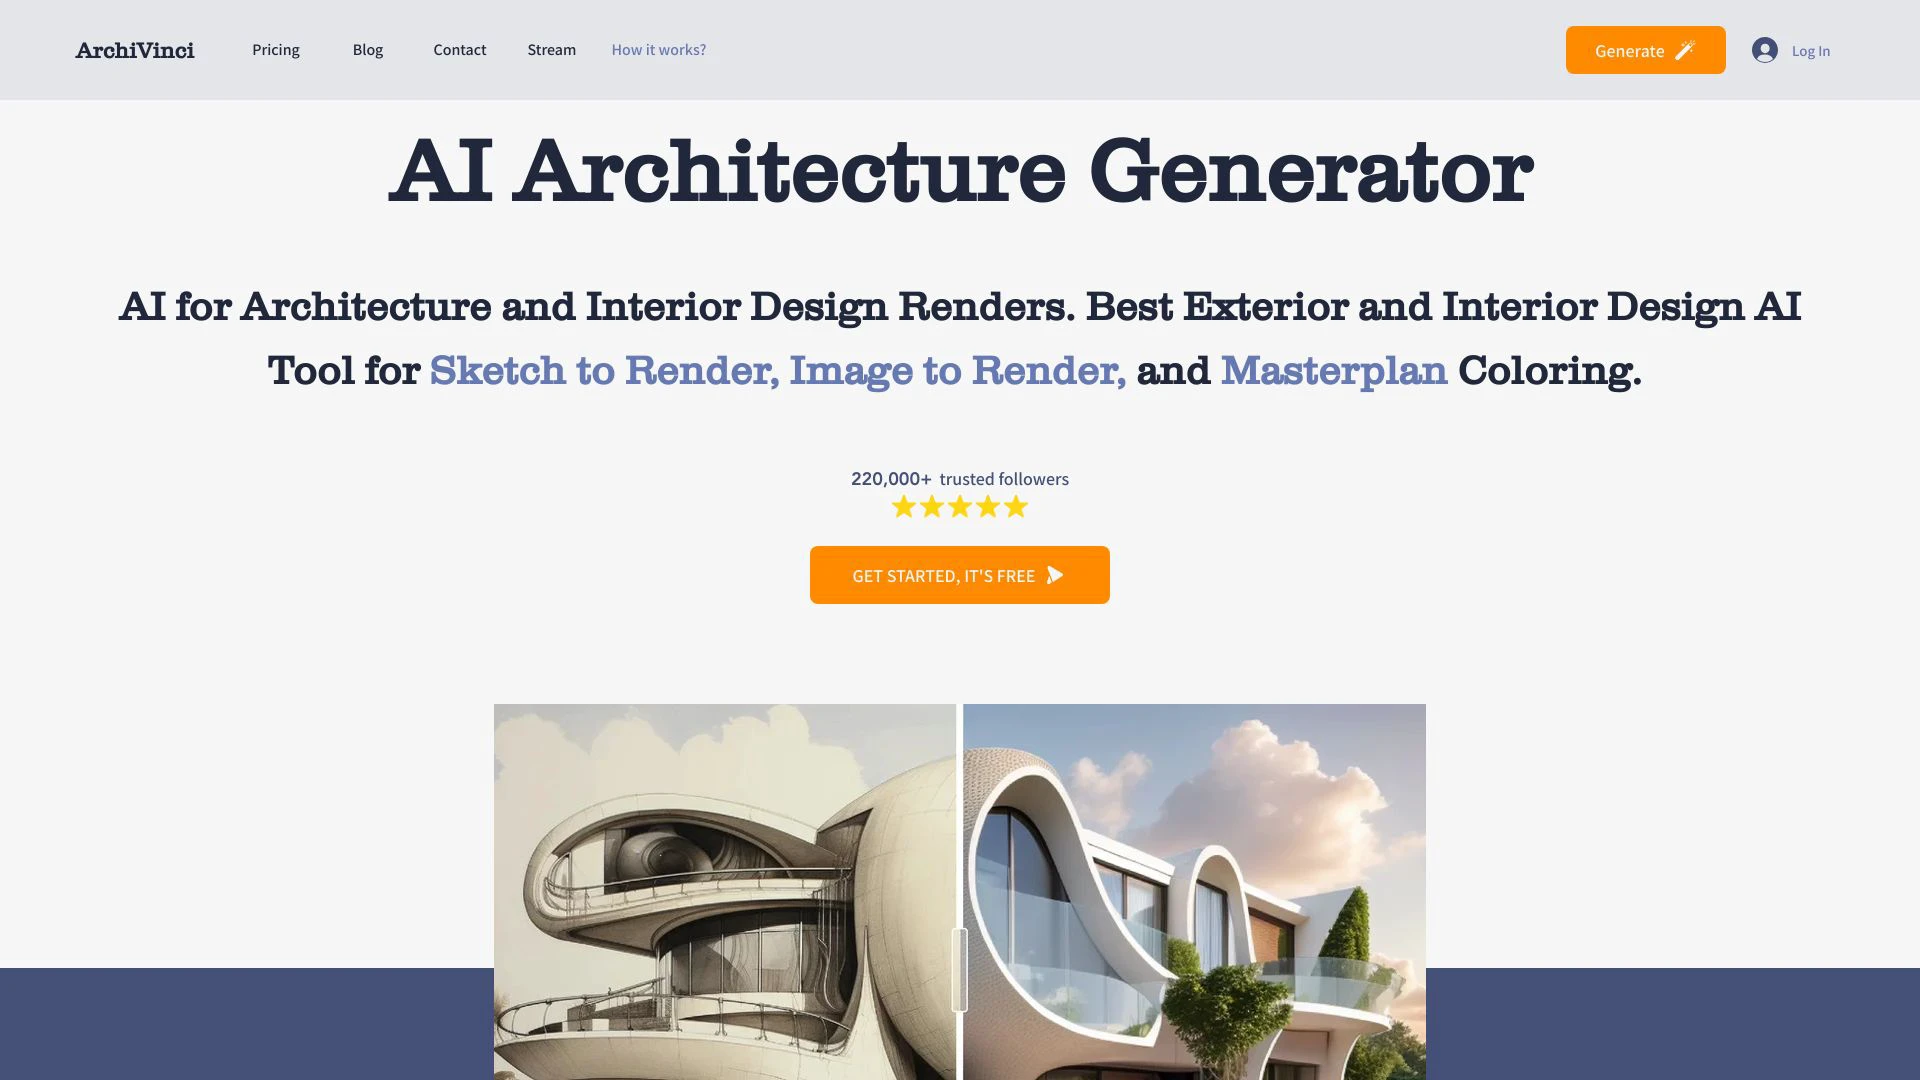 ArchiVinci
Pricing
Blog
Contact
Stream
How it works?
Generate
Log In
AI Architecture Generator
AI for Architecture and Interior Design Renders. Best Exterior and Interior Design AI
Tool for Sketch to Render, Image to Render, and Masterplan Coloring.
220,000+ trusted followers
GET STARTED, IT'S FREE